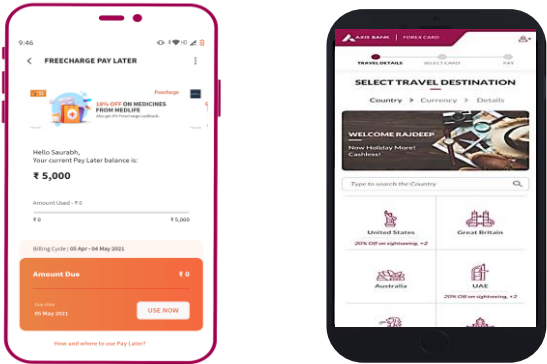 9:46
FREECHARGE PAY LATER
Freecharge
18% OFF ON MEDICINES
FROM MEDLIFE
Hello Saurabh,
Your current Pay Later balance is:
₹ 5,000
Amount Used - ₹ 0
₹ 0 ₹ 5,000
Billing Cycle | 05 Apr - 04 May 2021
Amount Due ₹ 0
Due date
05 May 2021
USE NOW
How and where to use Pay Later?
AXIS BANK | FOREX CARD
TRAVEL DETAILS SELECT CARD PAY
SELECT TRAVEL DESTINATION
Country > Currency > Details
WELCOME RAJDEEP
Now Holiday More!
Cashless!
Type to search the Country
United States Great Britain
20% Off on sightseeing, +2
Australia UAE
20% Off on sightseeing, +2